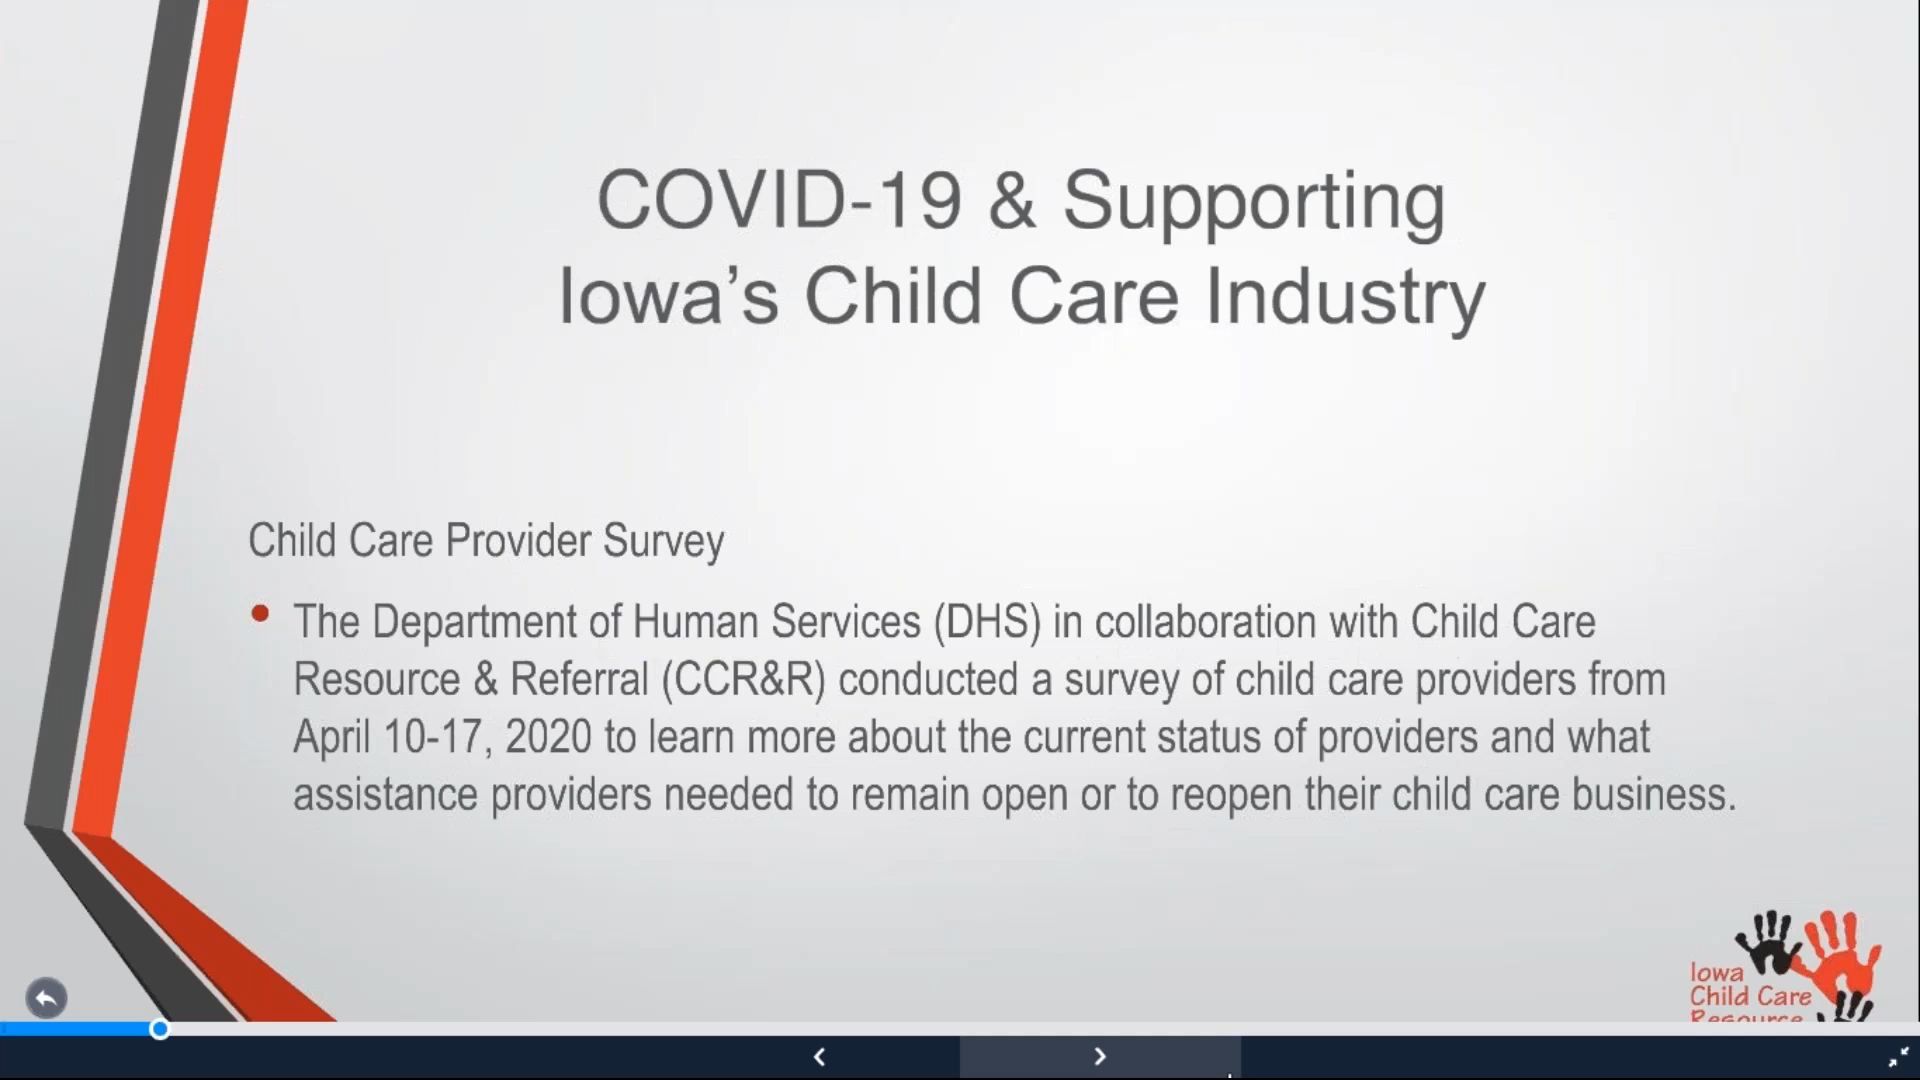 COVID-19 & Supporting
Iowa’s Child Care Industry
Child Care Provider Survey
The Department of Human Services (DHS) in collaboration with Child Care
Resource & Referral (CCR&R) conducted a survey of child care providers from
April 10-17, 2020 to learn more about the current status of providers and what
assistance providers needed to remain open or to reopen their child care business.
Iowa
Child Care
Resource